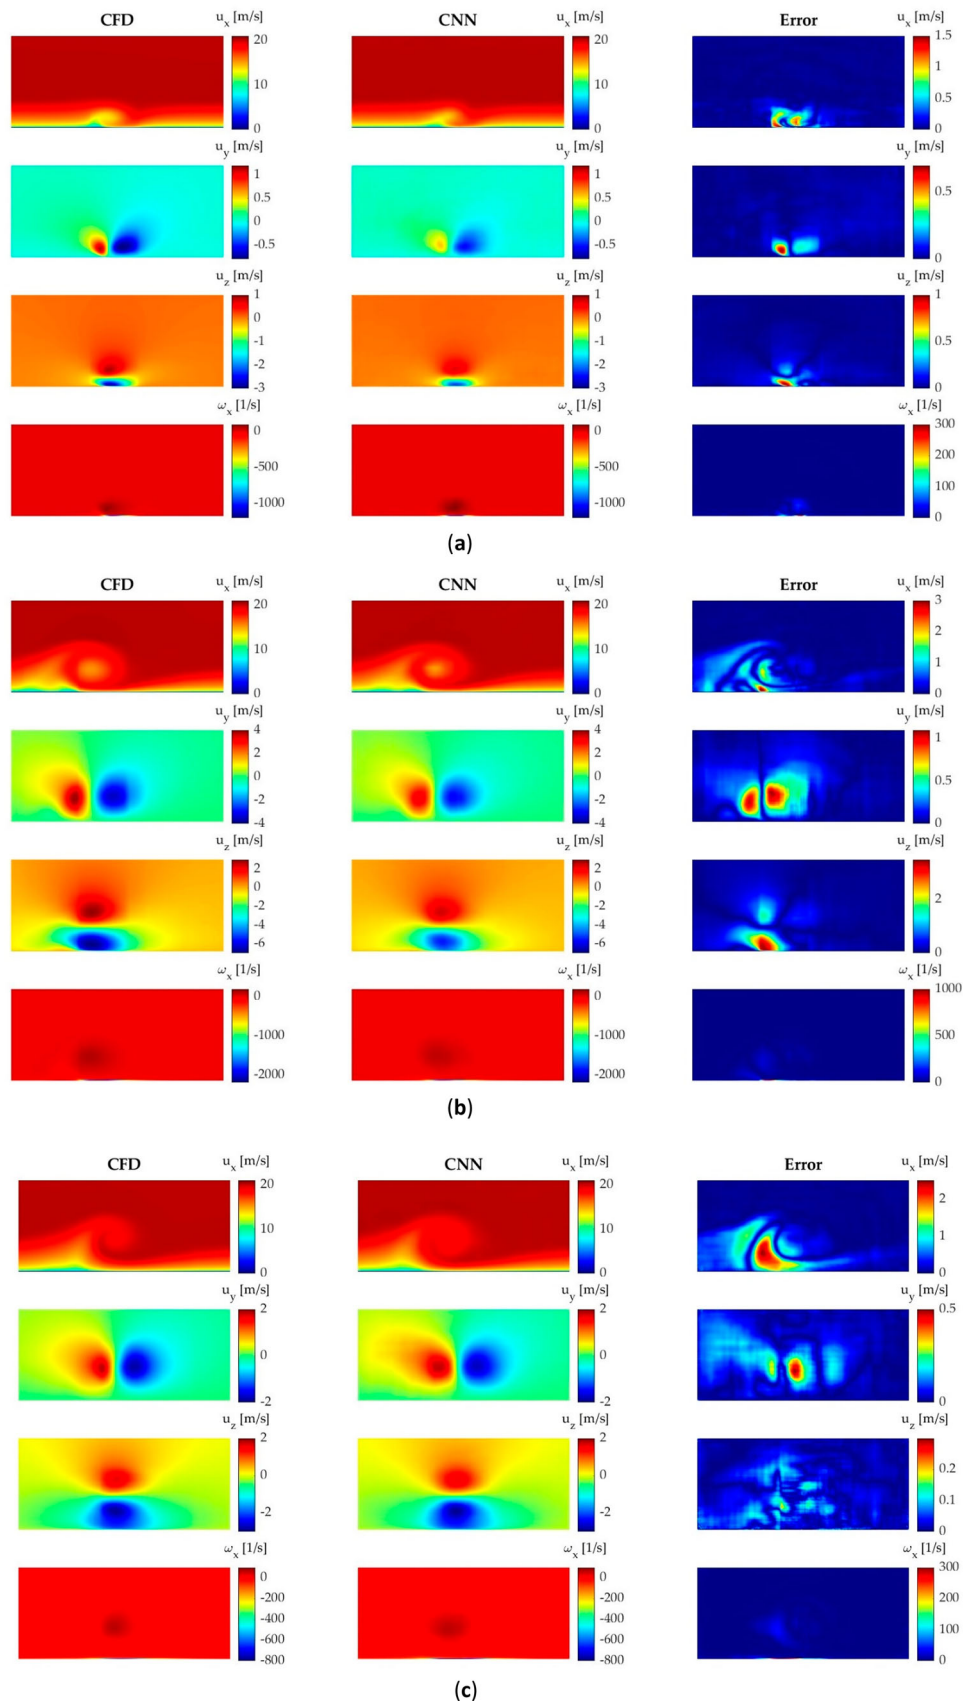 CFD u_x [m/s] CNN u_x [m/s] Error u_x [m/s]
20 20 1.5
10 10 1
0.5
0 0 0
u_y [m/s] u_y [m/s] u_y [m/s]
1 1
0.5 0.5 0.5
0 0
-0.5 -0.5 0
u_z [m/s] u_z [m/s] u_z [m/s]
1 1 1
0 0
-1 -1 0.5
-2 -2
-3 -3 0
ω_x [1/s] ω_x [1/s] ω_x [1/s]
0 0 300
-500 -500 200
-1000 -1000 100
0
(a)
CFD u_x [m/s] CNN u_x [m/s] Error u_x [m/s]
20 20 3
2
10 10
1
0 0 0
u_y [m/s] u_y [m/s] u_y [m/s]
4 4 1
2 2
0 0 0.5
-2 -2
-4 -4 0
u_z [m/s] u_z [m/s] u_z [m/s]
2 2
0 0 2
-2 -2
-4 -4
-6 -6 0
ω_x [1/s] ω_x [1/s] ω_x [1/s]
0 0 1000
-1000 -1000 500
-2000 -2000 0
(b)
CFD u_x [m/s] CNN u_x [m/s] Error u_x [m/s]
20 20 2
10 10 1
0 0 0
u_y [m/s] u_y [m/s] u_y [m/s]
2 2 0.5
0 0
-2 -2 0
u_z [m/s] u_z [m/s] u_z [m/s]
2 2
0 0 0.2
-2 -2 0.1
0
ω_x [1/s] ω_x [1/s] ω_x [1/s]
0 0 300
-200 -200 200
-400 -400
-600 -600 100
-800 -800 0
(c)